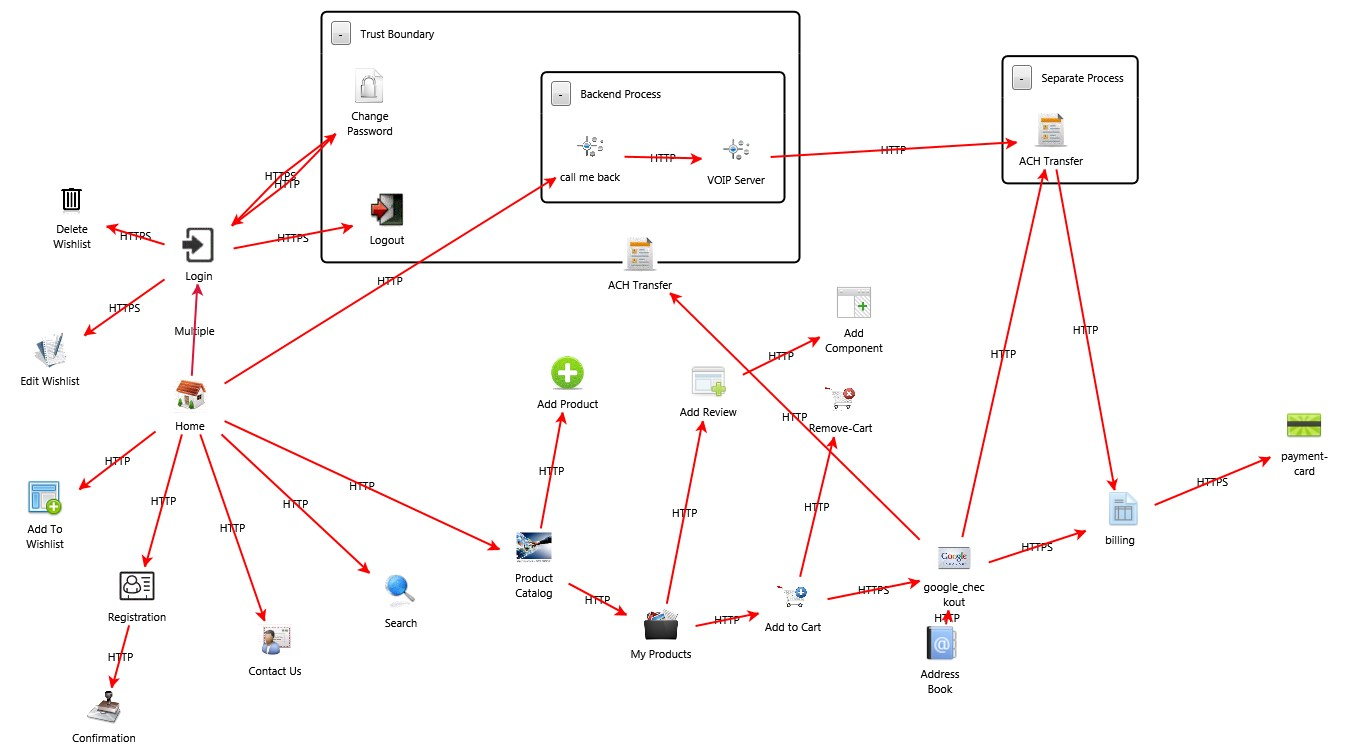 -
Trust Boundary
-
Separate Process
-
Backend Process
Change
Password
HTTP
HTTP
ACH Transfer
call me back
VOIP Server
HTTPS
HTTP
Delete
Wishlist
HTTPS
HTTPS
Logout
Login
HTTP
ACH Transfer
HTTPS
Multiple
Add
Component
HTTP
HTTP
HTTP
Edit Wishlist
Add Product
Add Review
HTTP
Remove-Cart
Home
HTTP
payment-
card
HTTP
HTTP
HTTPS
HTTP
HTTP
HTTP
HTTP
HTTP
Add To
Wishlist
HTTP
billing
HTTPS
Google
Product
Catalog
google_chec
kout
HTTPS
HTTP
Registration
Search
HTTP
HTTP
Add to Cart
My Products
HTTP
Contact Us
@
Address
Book
Confirmation